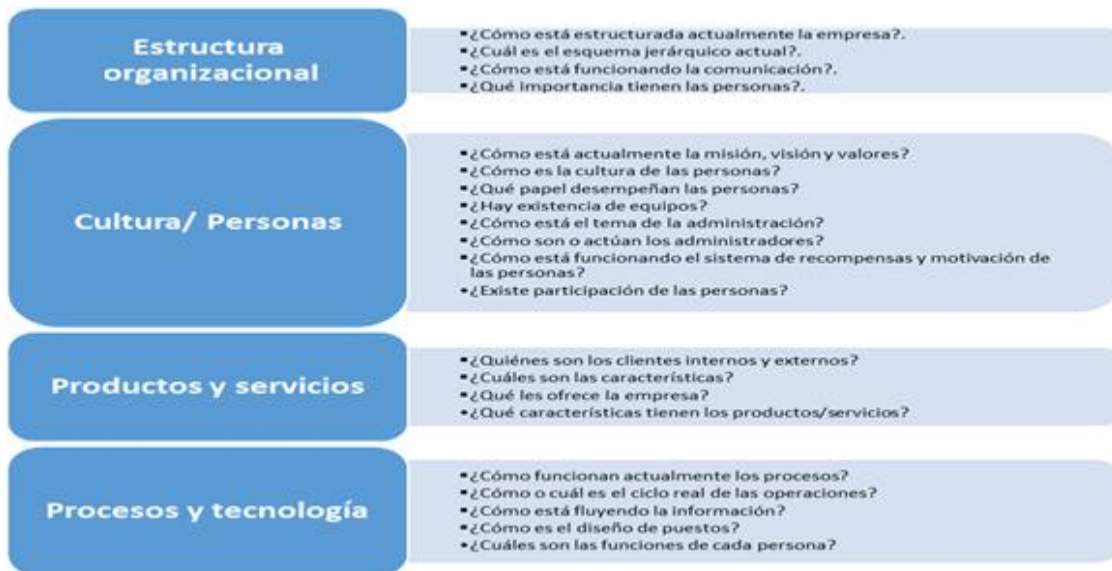 Estructura
organizacional
▪¿Cómo está estructurada actualmente la empresa?.
▪¿Cuál es el esquema jerárquico actual?.
▪¿Cómo está funcionando la comunicación?.
▪¿Qué importancia tienen las personas?.
Cultura/ Personas
▪¿Cómo está actualmente la misión, visión y valores?
▪¿Cómo es la cultura de las personas?
▪¿Qué papel desempeñan las personas?
▪¿Hay existencia de equipos?
▪¿Cómo está el tema de la administración?
▪¿Cómo son o actúan los administradores?
▪¿Cómo está funcionando el sistema de recompensas y motivación de
las personas?
•¿Existe participación de las personas?
Productos y servicios
▪¿Quiénes son los clientes internos y externos?
▪¿Cuáles son las características?
▪¿Qué les ofrece la empresa?
•¿Qué características tienen los productos/servicios?
Procesos y tecnología
▪¿Cómo funcionan actualmente los procesos?
▪¿Cómo o cuál es el ciclo real de las operaciones?
▪¿Cómo está fluyendo la información?
▪¿Cómo es el diseño de puestos?
•¿Cuáles son las funciones de cada persona?